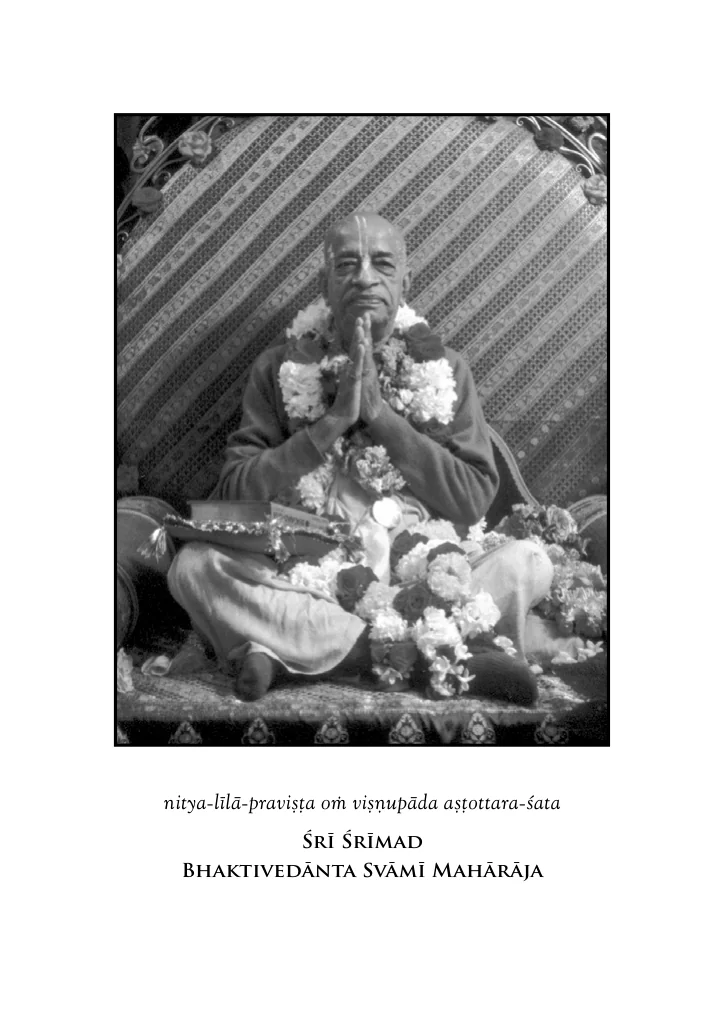 nitya-līlā-praviṣṭa oṁ viṣṇupāda aṣṭottara-śata
Śrī Śrīmad
Bhaktivedānta Svāmī Mahārāja